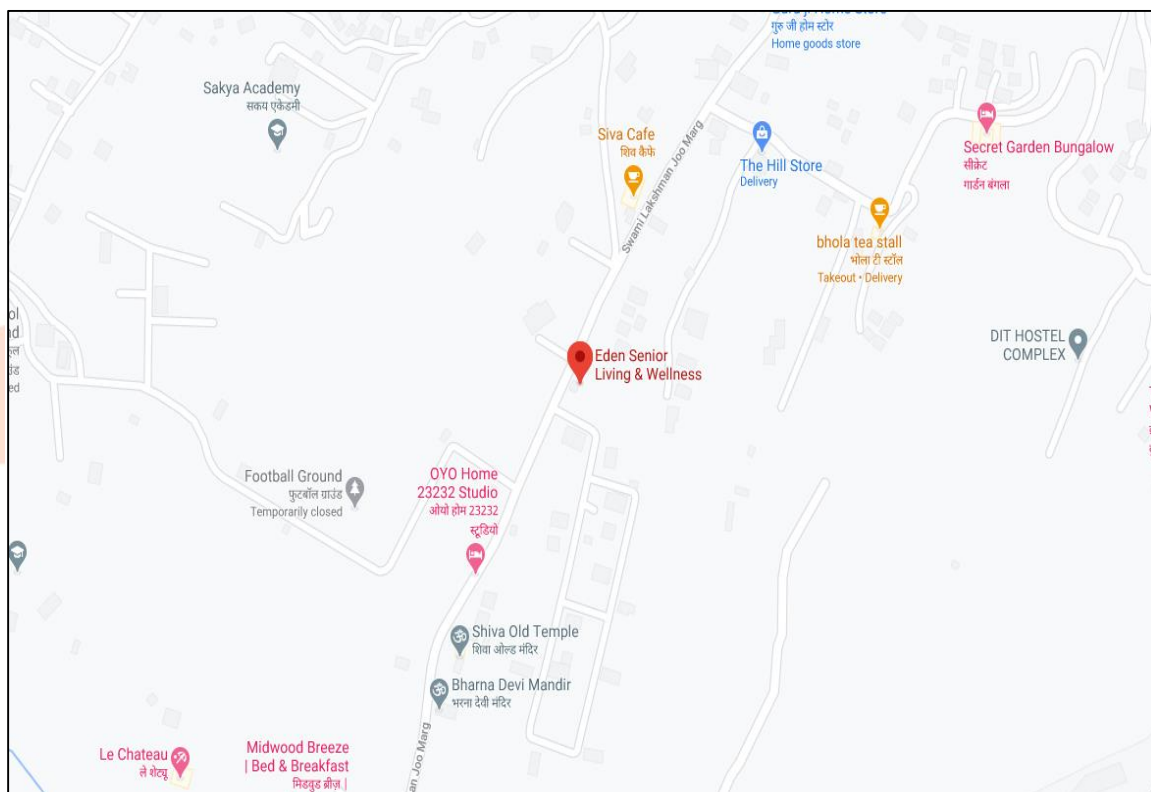 गुरु जी होम स्टोर
Home goods store
Sakya Academy
सकय एकेडमी
Siva Cafe
शिव कैफे
Swami Lakshman Joo Marg
The Hill Store
Delivery
Secret Garden Bungalow
सीक्रेट
गार्डन बंगला
bhola tea stall
भोला टी स्टॉल
Takeout • Delivery
DIT HOSTEL
COMPLEX
Eden Senior
Living & Wellness
Football Ground
फुटबॉल ग्राउंड
Temporarily closed
OYO Home
23232 Studio
ओयो होम 23232
स्टूडियो
Shiva Old Temple
शिवा ओल्ड मंदिर
Bharna Devi Mandir
भरना देवी मंदिर
an Joo Marg
Le Chateau
ले शेट्यू
Midwood Breeze
| Bed & Breakfast
मिडवुड ब्रीज़ |